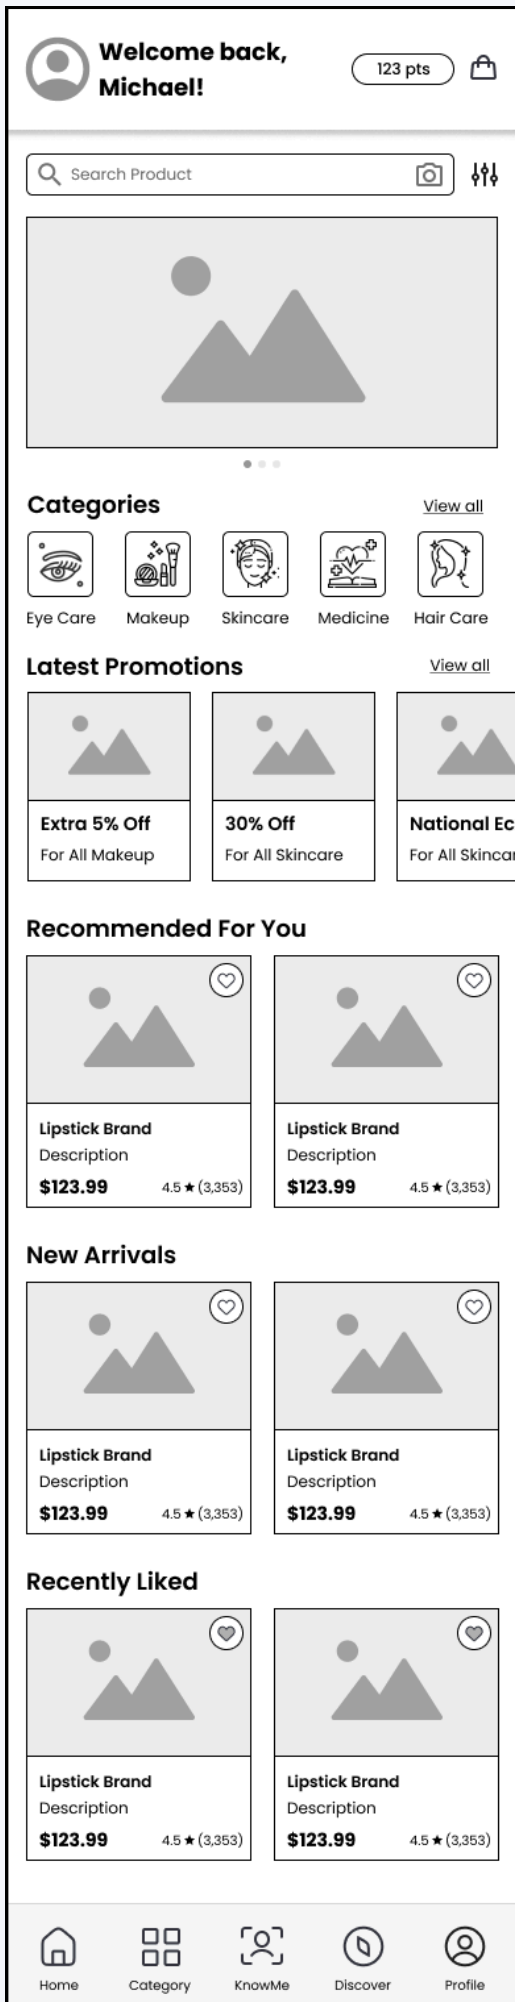 Welcome back,
Michael!
123 pts
Search Product
Categories
View all
Eye Care
Makeup
Skincare
Medicine
Hair Care
Latest Promotions
View all
Extra 5% Off
For All Makeup
30% Off
For All Skincare
National Ec
For All Skincar
Recommended For You
Lipstick Brand
Description
$123.99 4.5★(3,353)
Lipstick Brand
Description
$123.99 4.5★(3,353)
New Arrivals
Lipstick Brand
Description
$123.99 4.5★(3,353)
Lipstick Brand
Description
$123.99 4.5★(3,353)
Recently Liked
Lipstick Brand
Description
$123.99 4.5★(3,353)
Lipstick Brand
Description
$123.99 4.5★(3,353)
Home
Category
KnowMe
Discover
Profile